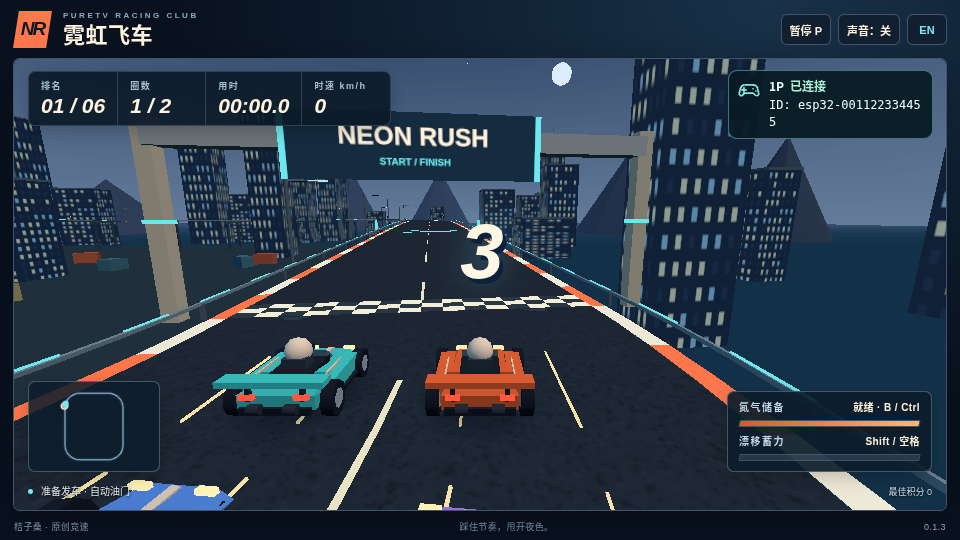 NR
PURETV RACING CLUB
霓虹飞车
暂停 P
声音: 关
EN
排名
01 / 06
圈数
1 / 2
用时
00:00.0
时速 km/h
0
1P 已连接
ID: esp32-00112233445
5
NEON RUSH
START / FINISH
3
氮气储备
就绪 · B / Ctrl
漂移蓄力
Shift / 空格
准备发车 · 自动油门
最佳积分 0
桔子桑 · 原创竞速
踩住节奏，甩开夜色。
0.1.3